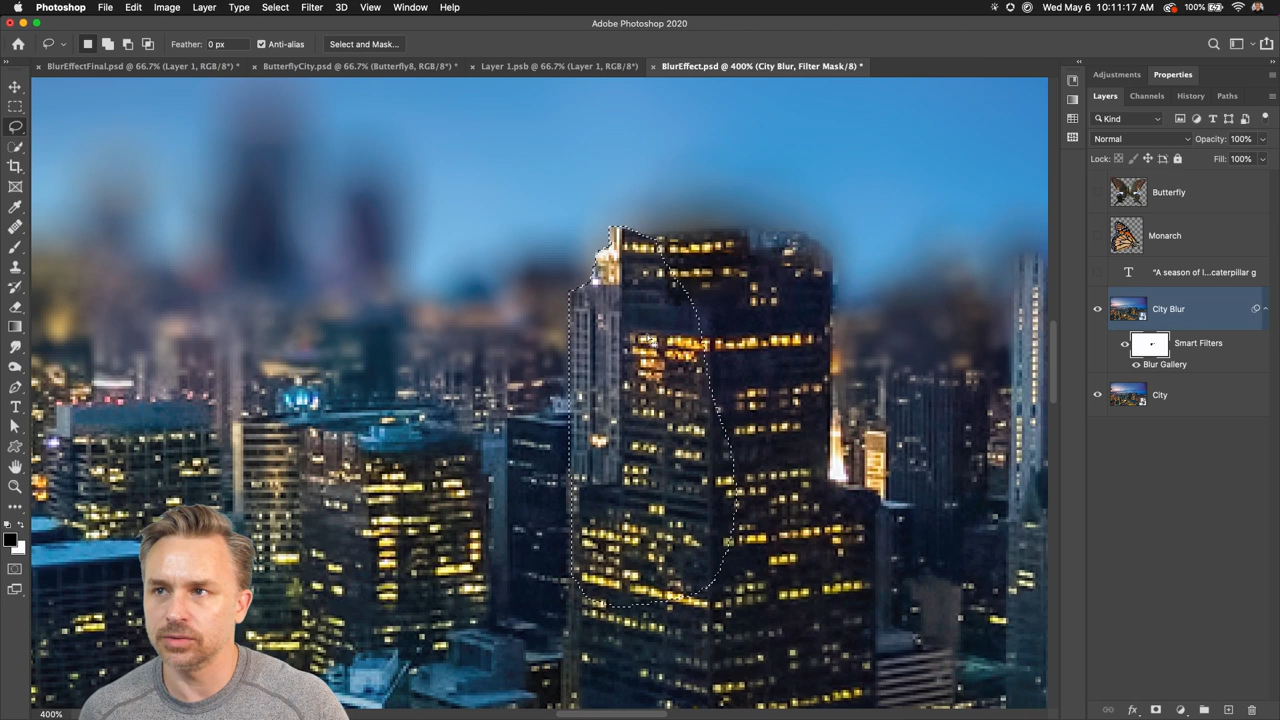 Photoshop File Edit Image Layer Type Select Filter 3D View Window Help 100% Wed May 6 10:11:17 AM
Adobe Photoshop 2020
Feather: 0 px Anti-alias Select and Mask...
BlurEffectFinal.psd @ 66.7% (Layer 1, RGB/8*) * ButterflyCity.psd @ 66.7% (Butterfly8, RGB/8*) * Layer 1.psb @ 66.7% (Layer 1, RGB/8) BlurEffect.psd @ 400% (City Blur, Filter Mask/8) *
Adjustments Properties
Layers Channels History Paths
Kind
Normal Opacity: 100%
Lock: Fill: 100%
Butterfly
Monarch
T "A season of l...caterpillar g
City Blur
Smart Filters
Blur Gallery
City
400%